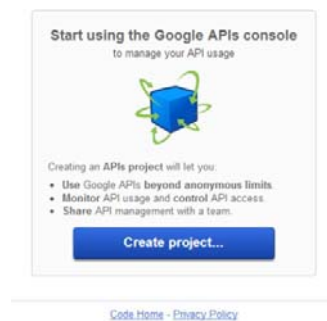 Start using the Google APIs console
to manage your API usage
Creating an APIs project will let you:
• Use Google APIs beyond anonymous limits.
• Monitor API usage and control API access.
• Share API management with a team.
Create project...
Code Home - Privacy Policy